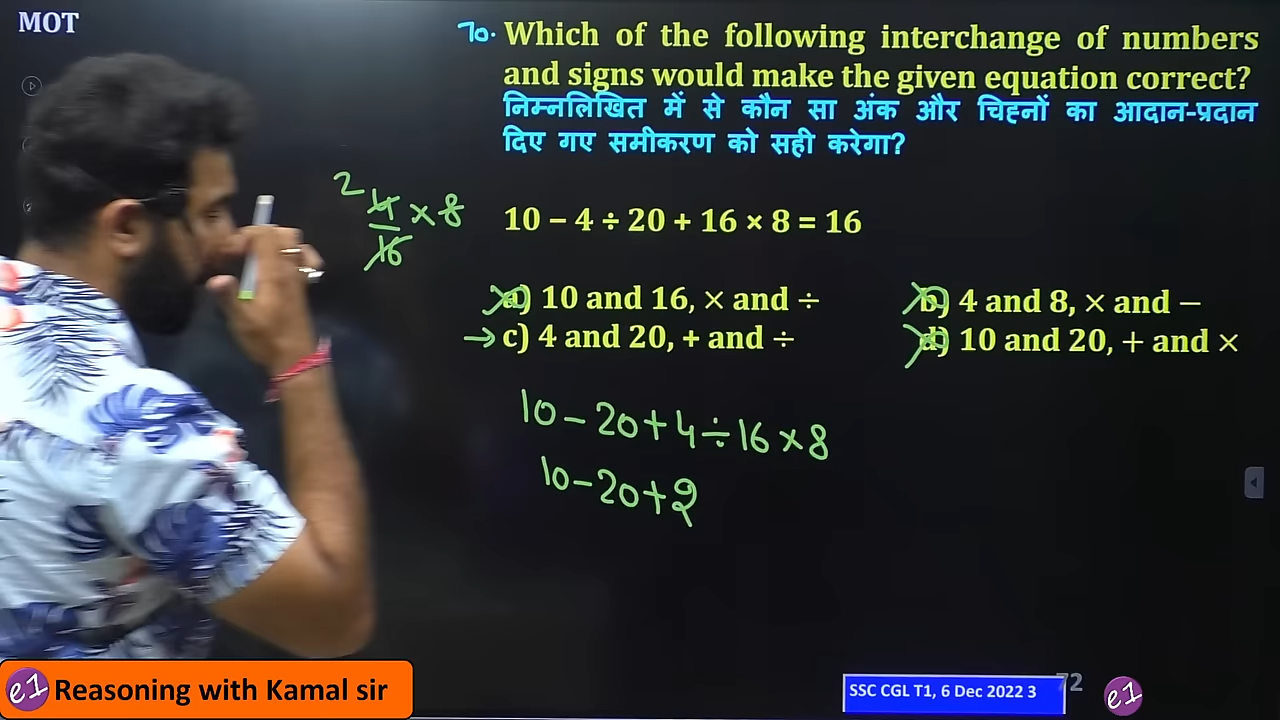 MOT
70. Which of the following interchange of numbers
and signs would make the given equation correct?
निम्नलिखित में से कौन सा अंक और चिह्नों का आदान-प्रदान
दिए गए समीकरण को सही करेगा?
2
4 × 8
16
10 − 4 ÷ 20 + 16 × 8 = 16
a) 10 and 16, × and ÷
b) 4 and 8, × and −
→ c) 4 and 20, + and ÷
d) 10 and 20, + and ×
10 − 20 + 4 ÷ 16 × 8
10 − 20 + 2
e1 Reasoning with Kamal sir
SSC CGL T1, 6 Dec 2022 3
72
e1